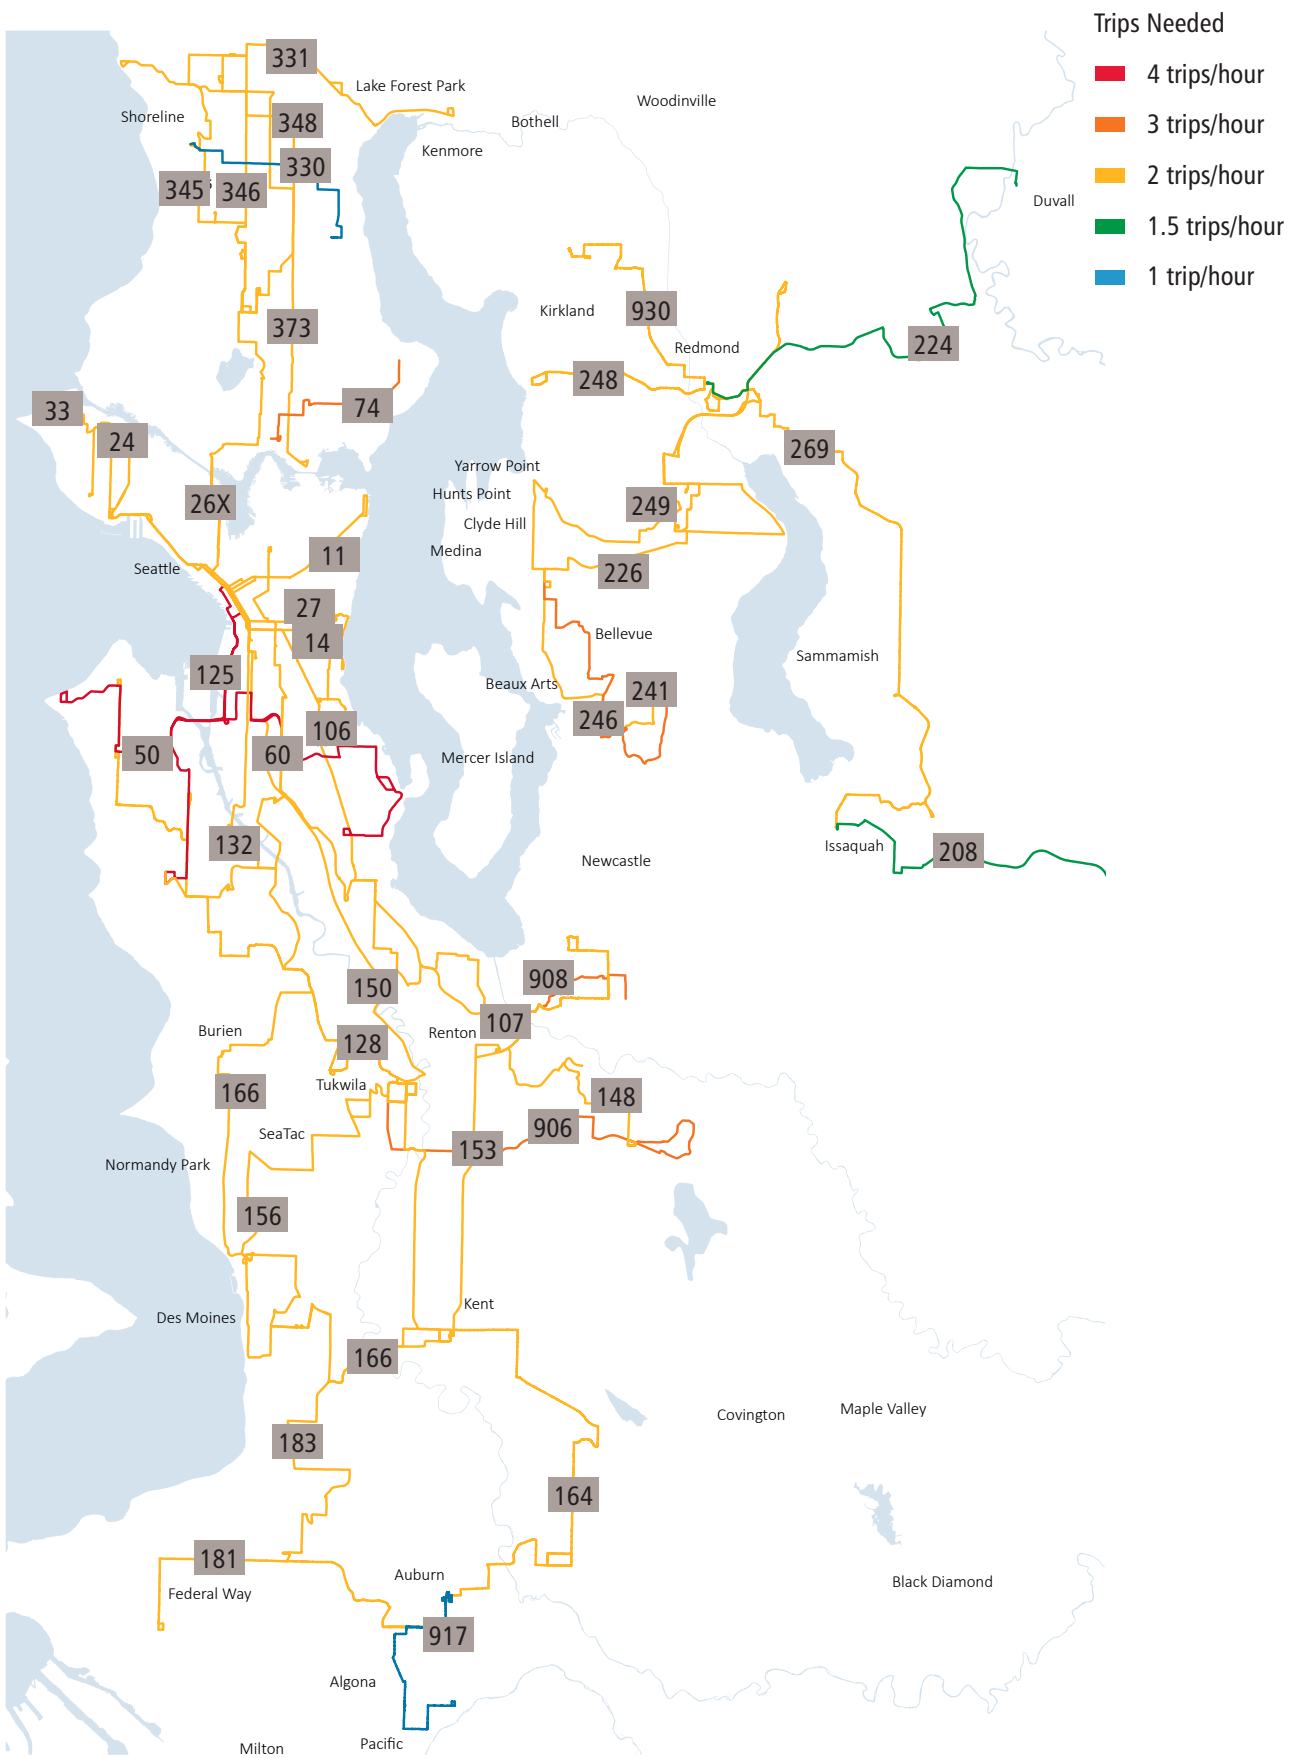 Trips Needed
4 trips/hour
3 trips/hour
2 trips/hour
1.5 trips/hour
1 trip/hour
331
Lake Forest Park
Woodinville
Shoreline
348
Bothell
Kenmore
330
345
346
Duvall
930
Kirkland
373
224
Redmond
248
74
33
24
269
Yarrow Point
Hunts Point
249
26X
Clyde Hill
Medina
11
Seattle
226
27
14
Bellevue
Sammamish
125
Beaux Arts
241
246
106
50
60
Mercer Island
132
Issaquah
208
Newcastle
908
150
107
Burien
Renton
128
Tukwila
166
148
906
SeaTac
153
Normandy Park
156
Kent
Des Moines
166
Covington
Maple Valley
183
164
181
Auburn
Black Diamond
Federal Way
917
Algona
Pacific
Milton